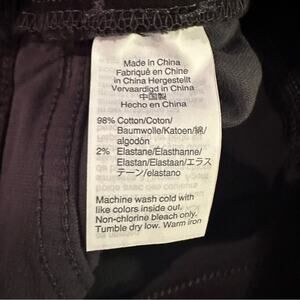 Made in China
Fabriqué en Chine
in China Hergestellt
Vervaardigd in China
中国製
Hecho en China
98% Cotton/Coton/
Baumwolle/Katoen/綿/
algodón
2% Elastane/Élasthanne/
Elastan/Elastaan/エラス
テーン/elastano
Machine wash cold with
like colors inside out.
Non-chlorine bleach only.
Tumble dry low. Warm iron